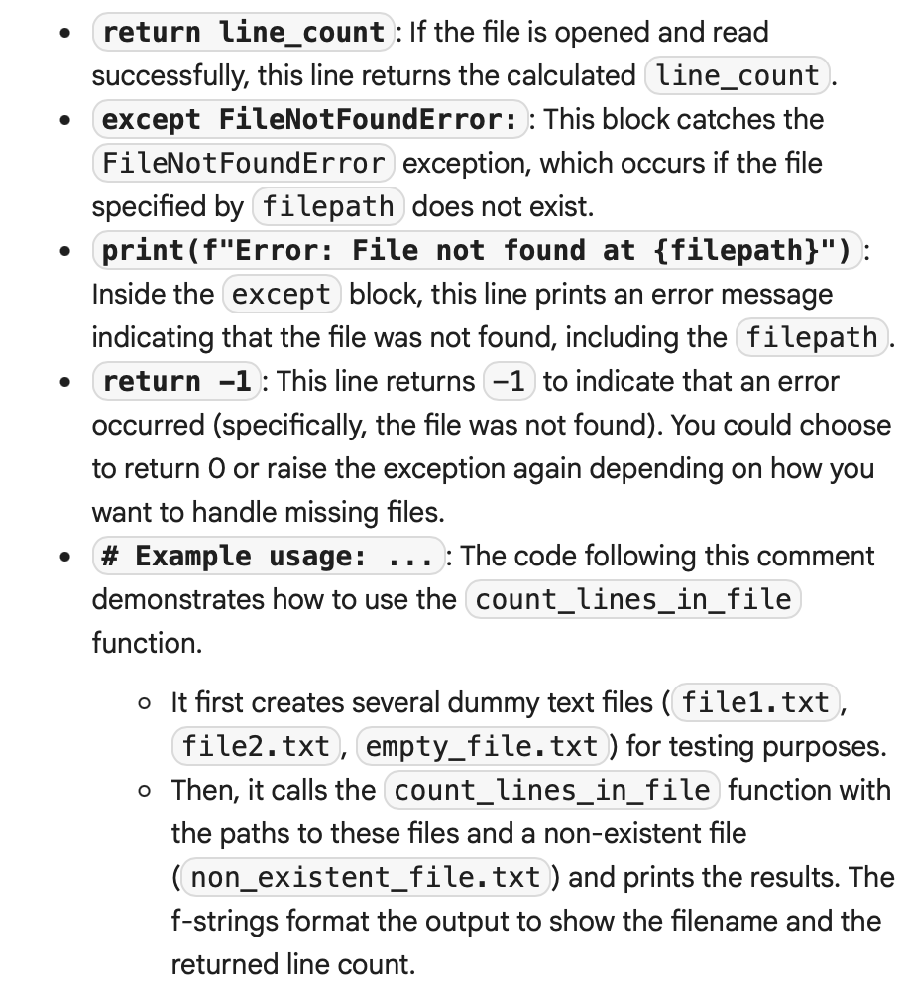 • return line_count: If the file is opened and read
successfully, this line returns the calculated line_count.
• except FileNotFoundError:: This block catches the
FileNotFoundError exception, which occurs if the file
specified by filepath does not exist.
• print(f"Error: File not found at {filepath}"):
Inside the except block, this line prints an error message
indicating that the file was not found, including the filepath.
• return -1: This line returns -1 to indicate that an error
occurred (specifically, the file was not found). You could choose
to return 0 or raise the exception again depending on how you
want to handle missing files.
• # Example usage: ...: The code following this comment
demonstrates how to use the count_lines_in_file
function.
◦ It first creates several dummy text files (file1.txt,
file2.txt, empty_file.txt) for testing purposes.
◦ Then, it calls the count_lines_in_file function with
the paths to these files and a non-existent file
(non_existent_file.txt) and prints the results. The
f-strings format the output to show the filename and the
returned line count.